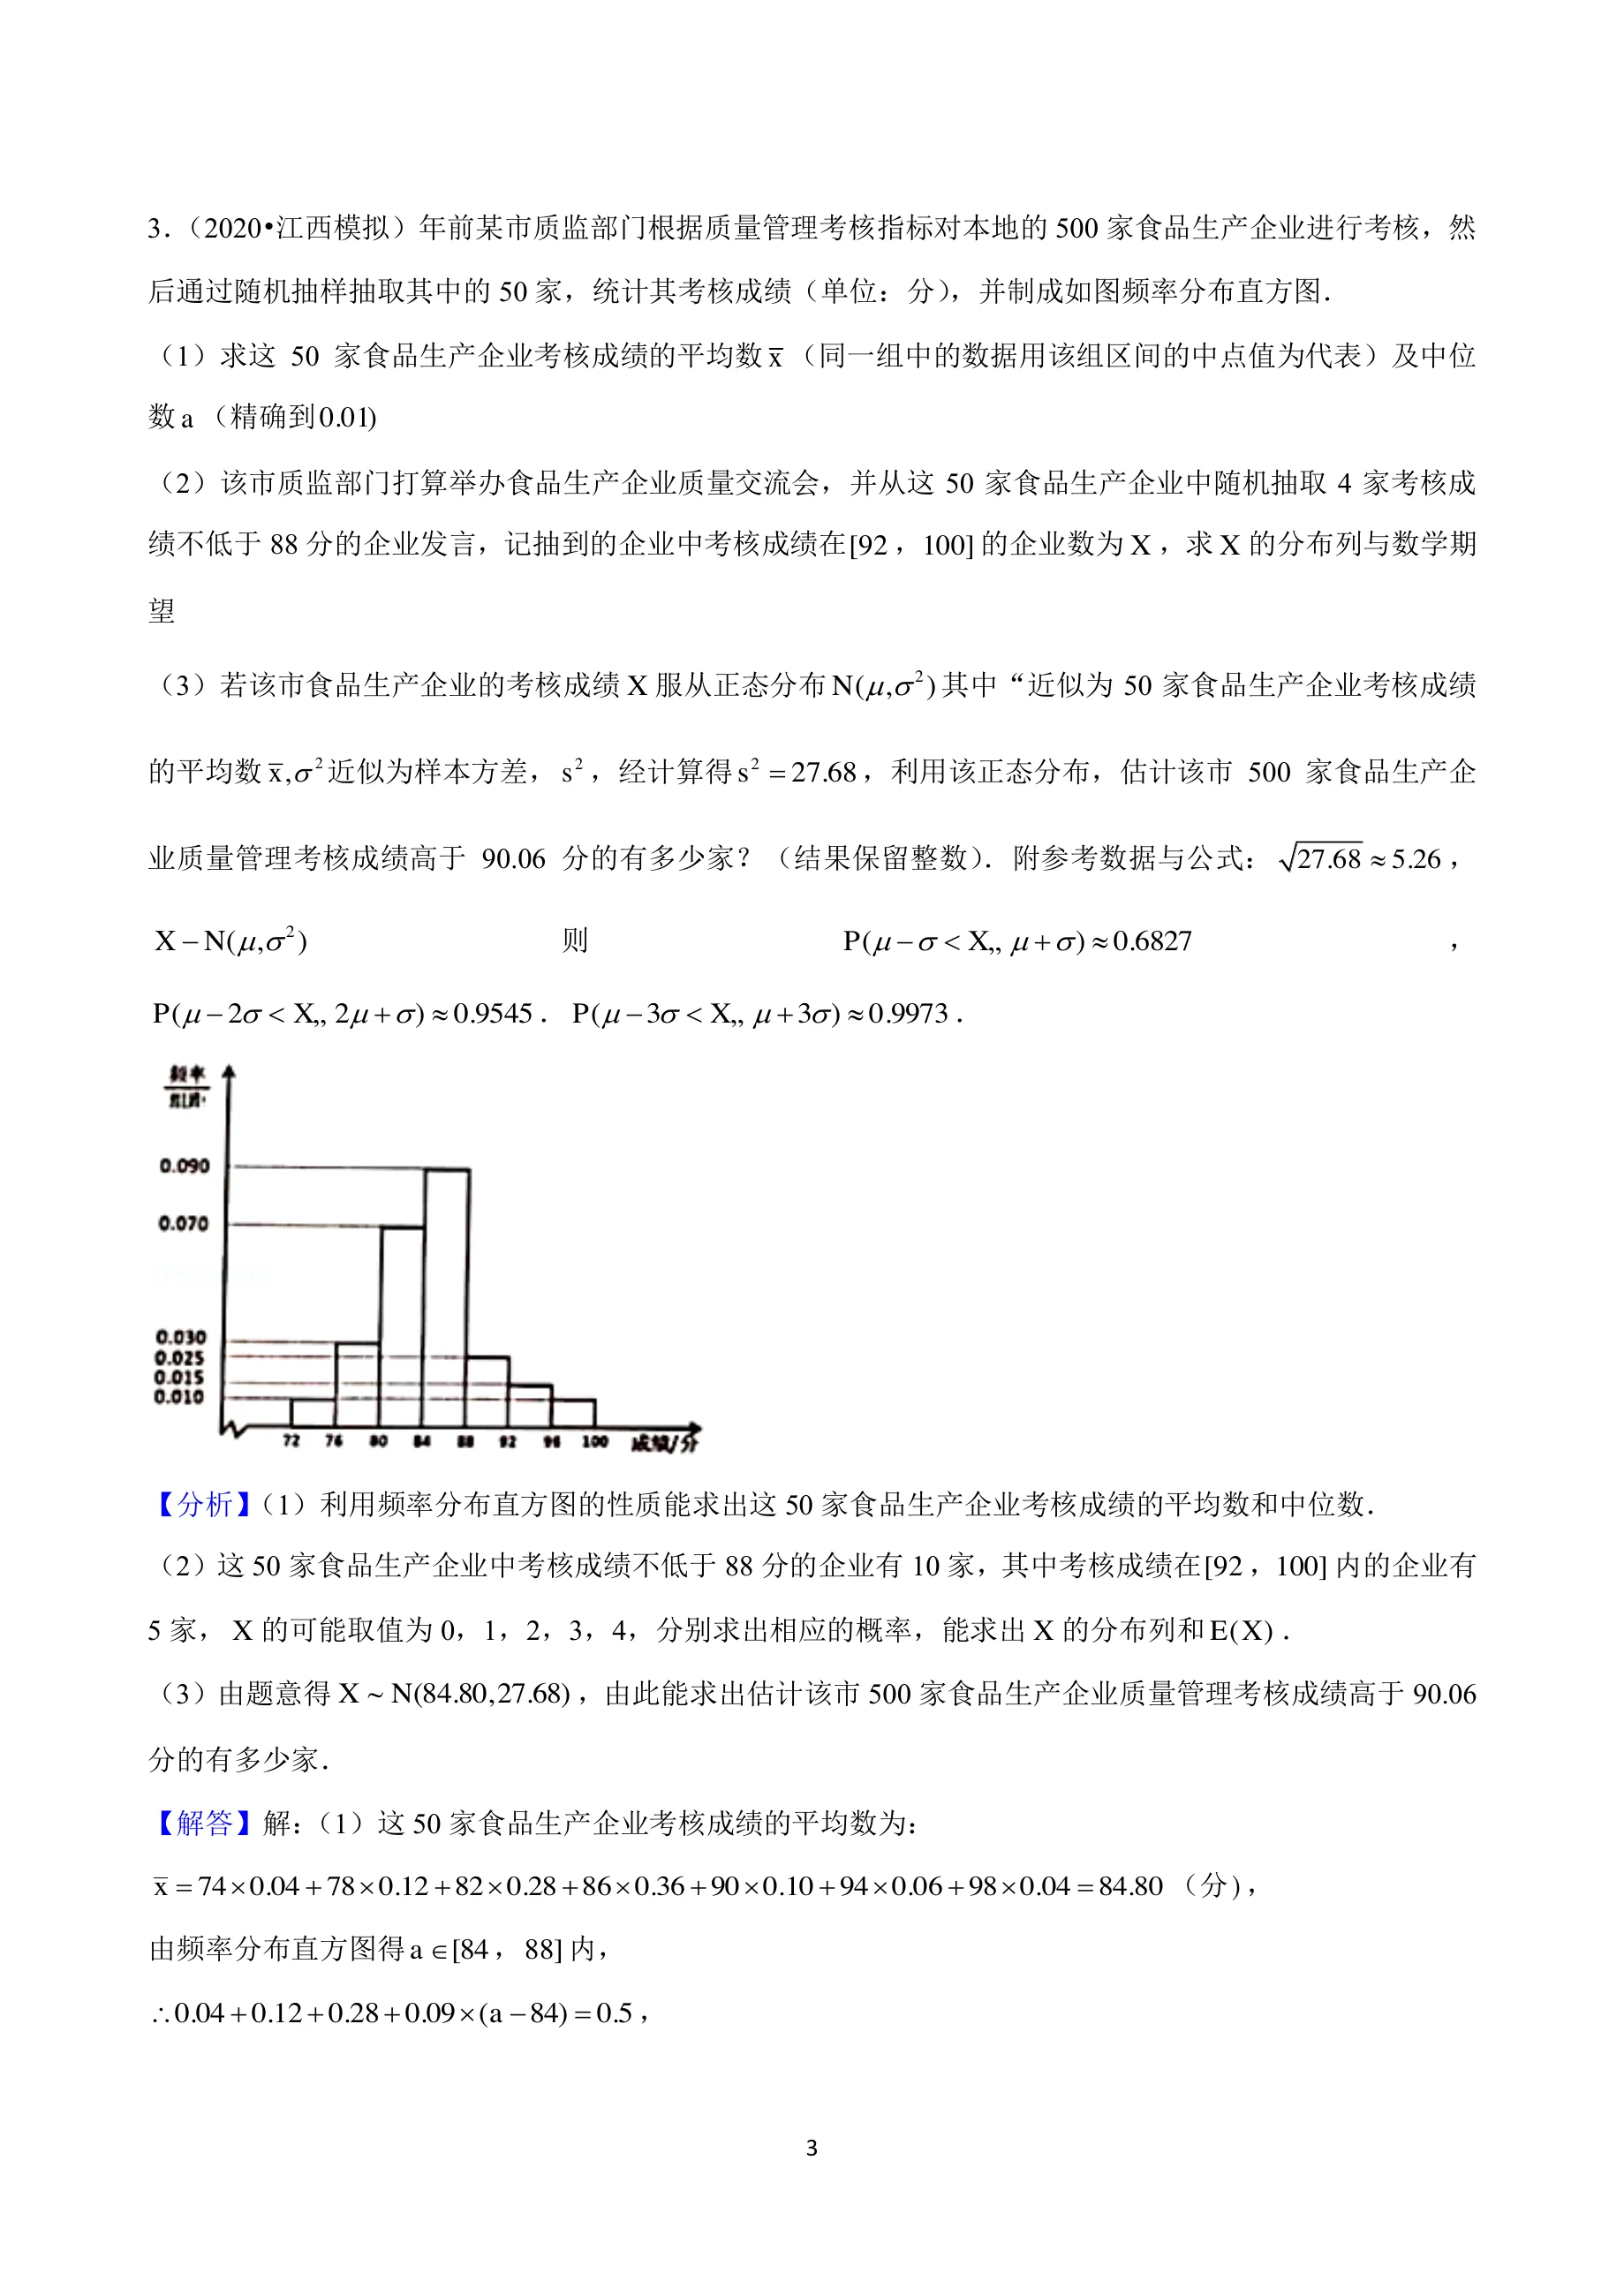 3.（2020•江西模拟）年前某市质监部门根据质量管理考核指标对本地的 500 家食品生产企业进行考核，然
后通过随机抽样抽取其中的 50 家，统计其考核成绩（单位：分），并制成如图频率分布直方图．
（1）求这 50 家食品生产企业考核成绩的平均数 x̄（同一组中的数据用该组区间的中点值为代表）及中位
数 a（精确到0.01)
（2）该市质监部门打算举办食品生产企业质量交流会，并从这 50 家食品生产企业中随机抽取 4 家考核成
绩不低于 88 分的企业发言，记抽到的企业中考核成绩在[92，100]的企业数为 X，求 X 的分布列与数学期
望
（3）若该市食品生产企业的考核成绩 X 服从正态分布 N(μ,σ²)其中“近似为 50 家食品生产企业考核成绩
的平均数 x̄,σ²近似为样本方差，s²，经计算得 s² = 27.68，利用该正态分布，估计该市 500 家食品生产企
业质量管理考核成绩高于 90.06 分的有多少家？（结果保留整数）．附参考数据与公式：√27.68 ≈ 5.26，
X − N(μ,σ²) 则 P(μ − σ < X,, μ + σ) ≈ 0.6827，
P(μ − 2σ < X,, 2μ + σ) ≈ 0.9545． P(μ − 3σ < X,, μ + 3σ) ≈ 0.9973．
频率
组距
0.090
0.070
0.030
0.025
0.015
0.010
72 76 80 84 88 92 96 100 成绩/分
【分析】（1）利用频率分布直方图的性质能求出这 50 家食品生产企业考核成绩的平均数和中位数．
（2）这 50 家食品生产企业中考核成绩不低于 88 分的企业有 10 家，其中考核成绩在[92，100]内的企业有
5 家， X 的可能取值为 0，1，2，3，4，分别求出相应的概率，能求出 X 的分布列和 E(X)．
（3）由题意得 X ~ N(84.80,27.68)，由此能求出估计该市 500 家食品生产企业质量管理考核成绩高于 90.06
分的有多少家．
【解答】解：（1）这 50 家食品生产企业考核成绩的平均数为：
x̄ = 74×0.04 + 78×0.12 + 82×0.28 + 86×0.36 + 90×0.10 + 94×0.06 + 98×0.04 = 84.80（分)，
由频率分布直方图得 a ∈[84，88]内，
∴0.04 + 0.12 + 0.28 + 0.09×(a − 84) = 0.5，
3